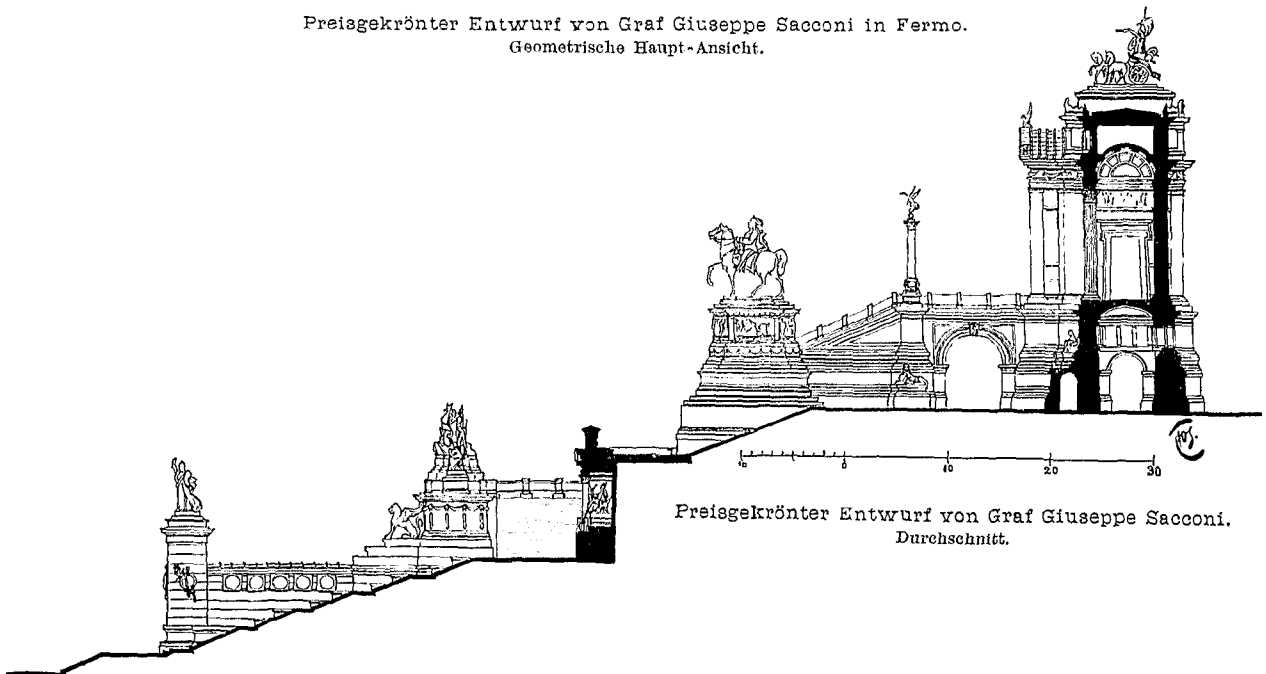 Preisgekrönter Entwurf von Graf Giuseppe Sacconi in Fermo.
Geometrische Haupt-Ansicht.
10 0 10 20 30
Preisgekrönter Entwurf von Graf Giuseppe Sacconi.
Durchschnitt.